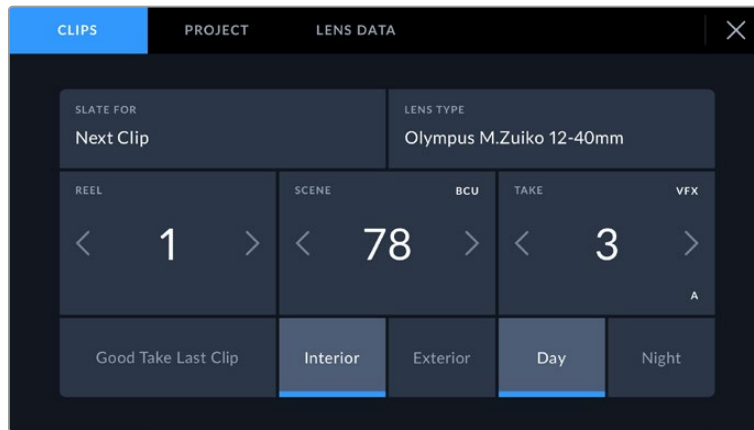 CLIPS PROJECT LENS DATA
SLATE FOR LENS TYPE
Next Clip Olympus M.Zuiko 12-40mm
REEL SCENE BCU TAKE VFX
1 78 3
A
Good Take Last Clip Interior Exterior Day Night